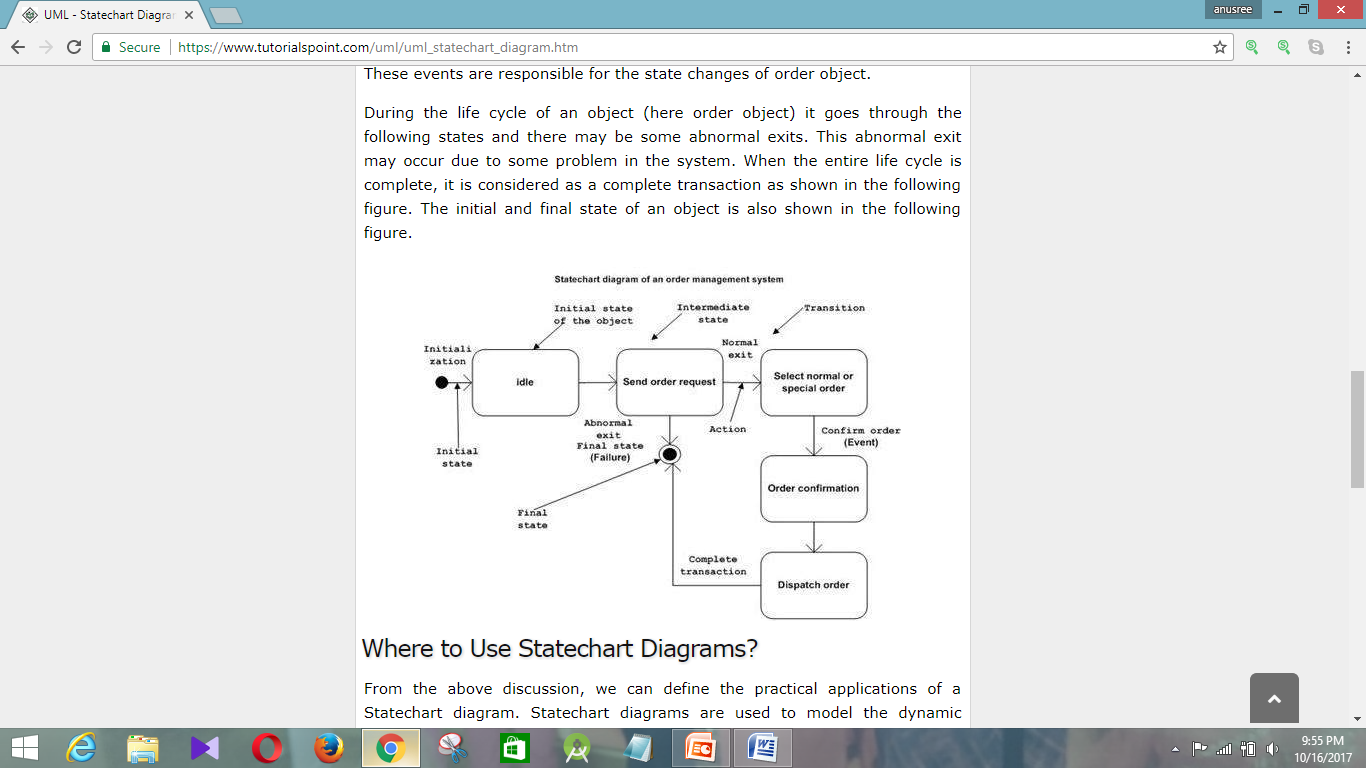 UML - Statechart Diagrar
anusree
Secure
https://www.tutorialspoint.com/uml/uml_statechart_diagram.htm
These events are responsible for the state changes of order object.
During the life cycle of an object (here order object) it goes through the
following states and there may be some abnormal exits. This abnormal exit
may occur due to some problem in the system. When the entire life cycle is
complete, it is considered as a complete transaction as shown in the following
figure. The initial and final state of an object is also shown in the following
figure.
Statechart diagram of an order management system
Initial state
of the object
Intermediate
state
Transition
Initiali
zation
Normal
exit
idle
Send order request
Select normal or
special order
Abnormal
exit
Final state
(Failure)
Action
Confirm order
(Event)
Initial
state
Order confirmation
Final
state
Complete
transaction
Dispatch order
Where to Use Statechart Diagrams?
From the above discussion, we can define the practical applications of a
Statechart diagram. Statechart diagrams are used to model the dynamic
9:55 PM
10/16/2017